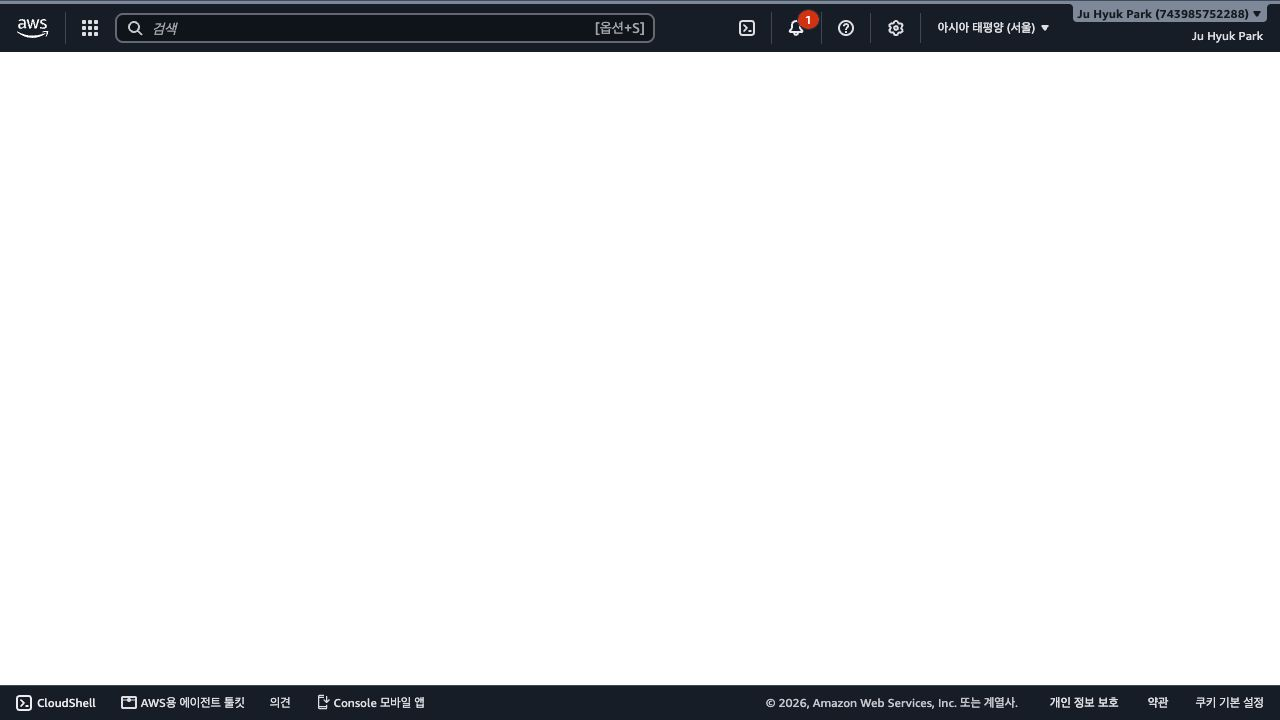 aws
검색
[옵션+S]
1
아시아 태평양 (서울)
Ju Hyuk Park (743985752288)
Ju Hyuk Park
CloudShell
AWS용 에이전트 툴킷
의견
Console 모바일 앱
© 2026, Amazon Web Services, Inc. 또는 계열사.
개인 정보 보호
약관
쿠키 기본 설정